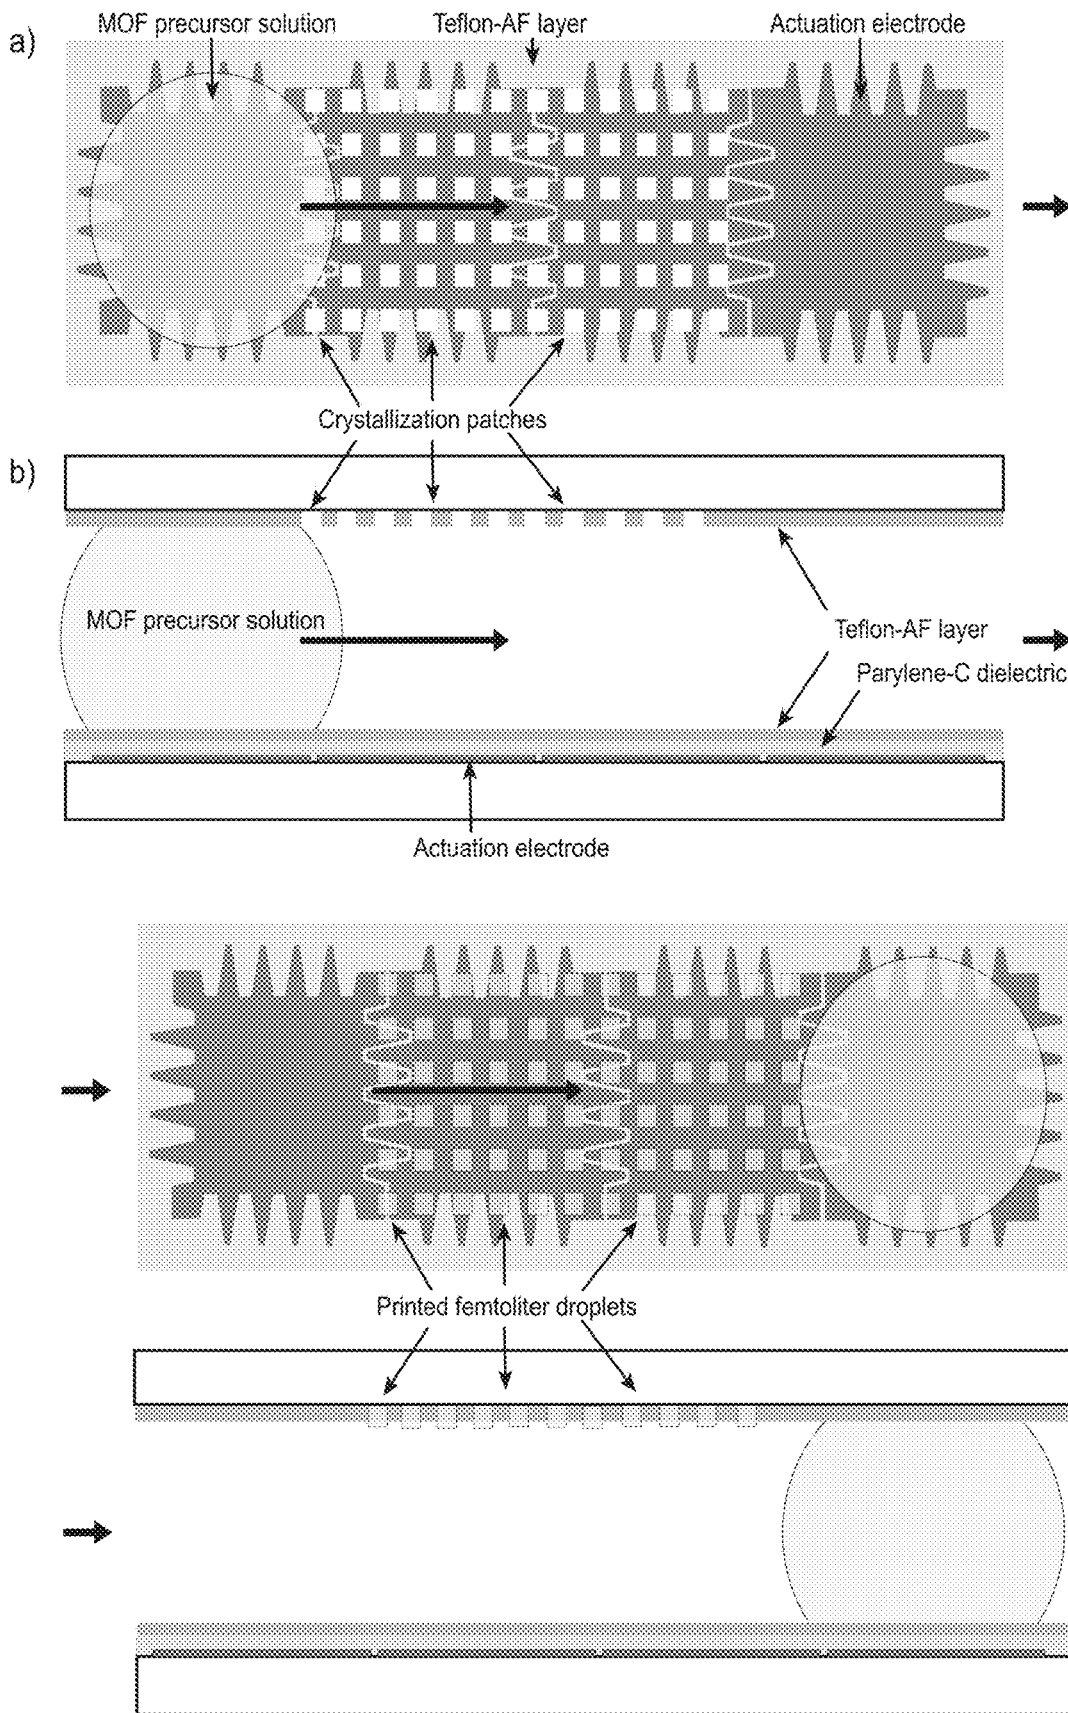 a)
MOF precursor solution
Teflon-AF layer
Actuation electrode
Crystallization patches
b)
MOF precursor solution
Teflon-AF layer
Parylene-C dielectric
Actuation electrode
Printed femtoliter droplets